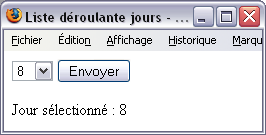 Liste déroulante jours - ...
Fichier Édition Affichage Historique Marqu
8 Envoyer
Jour sélectionné : 8